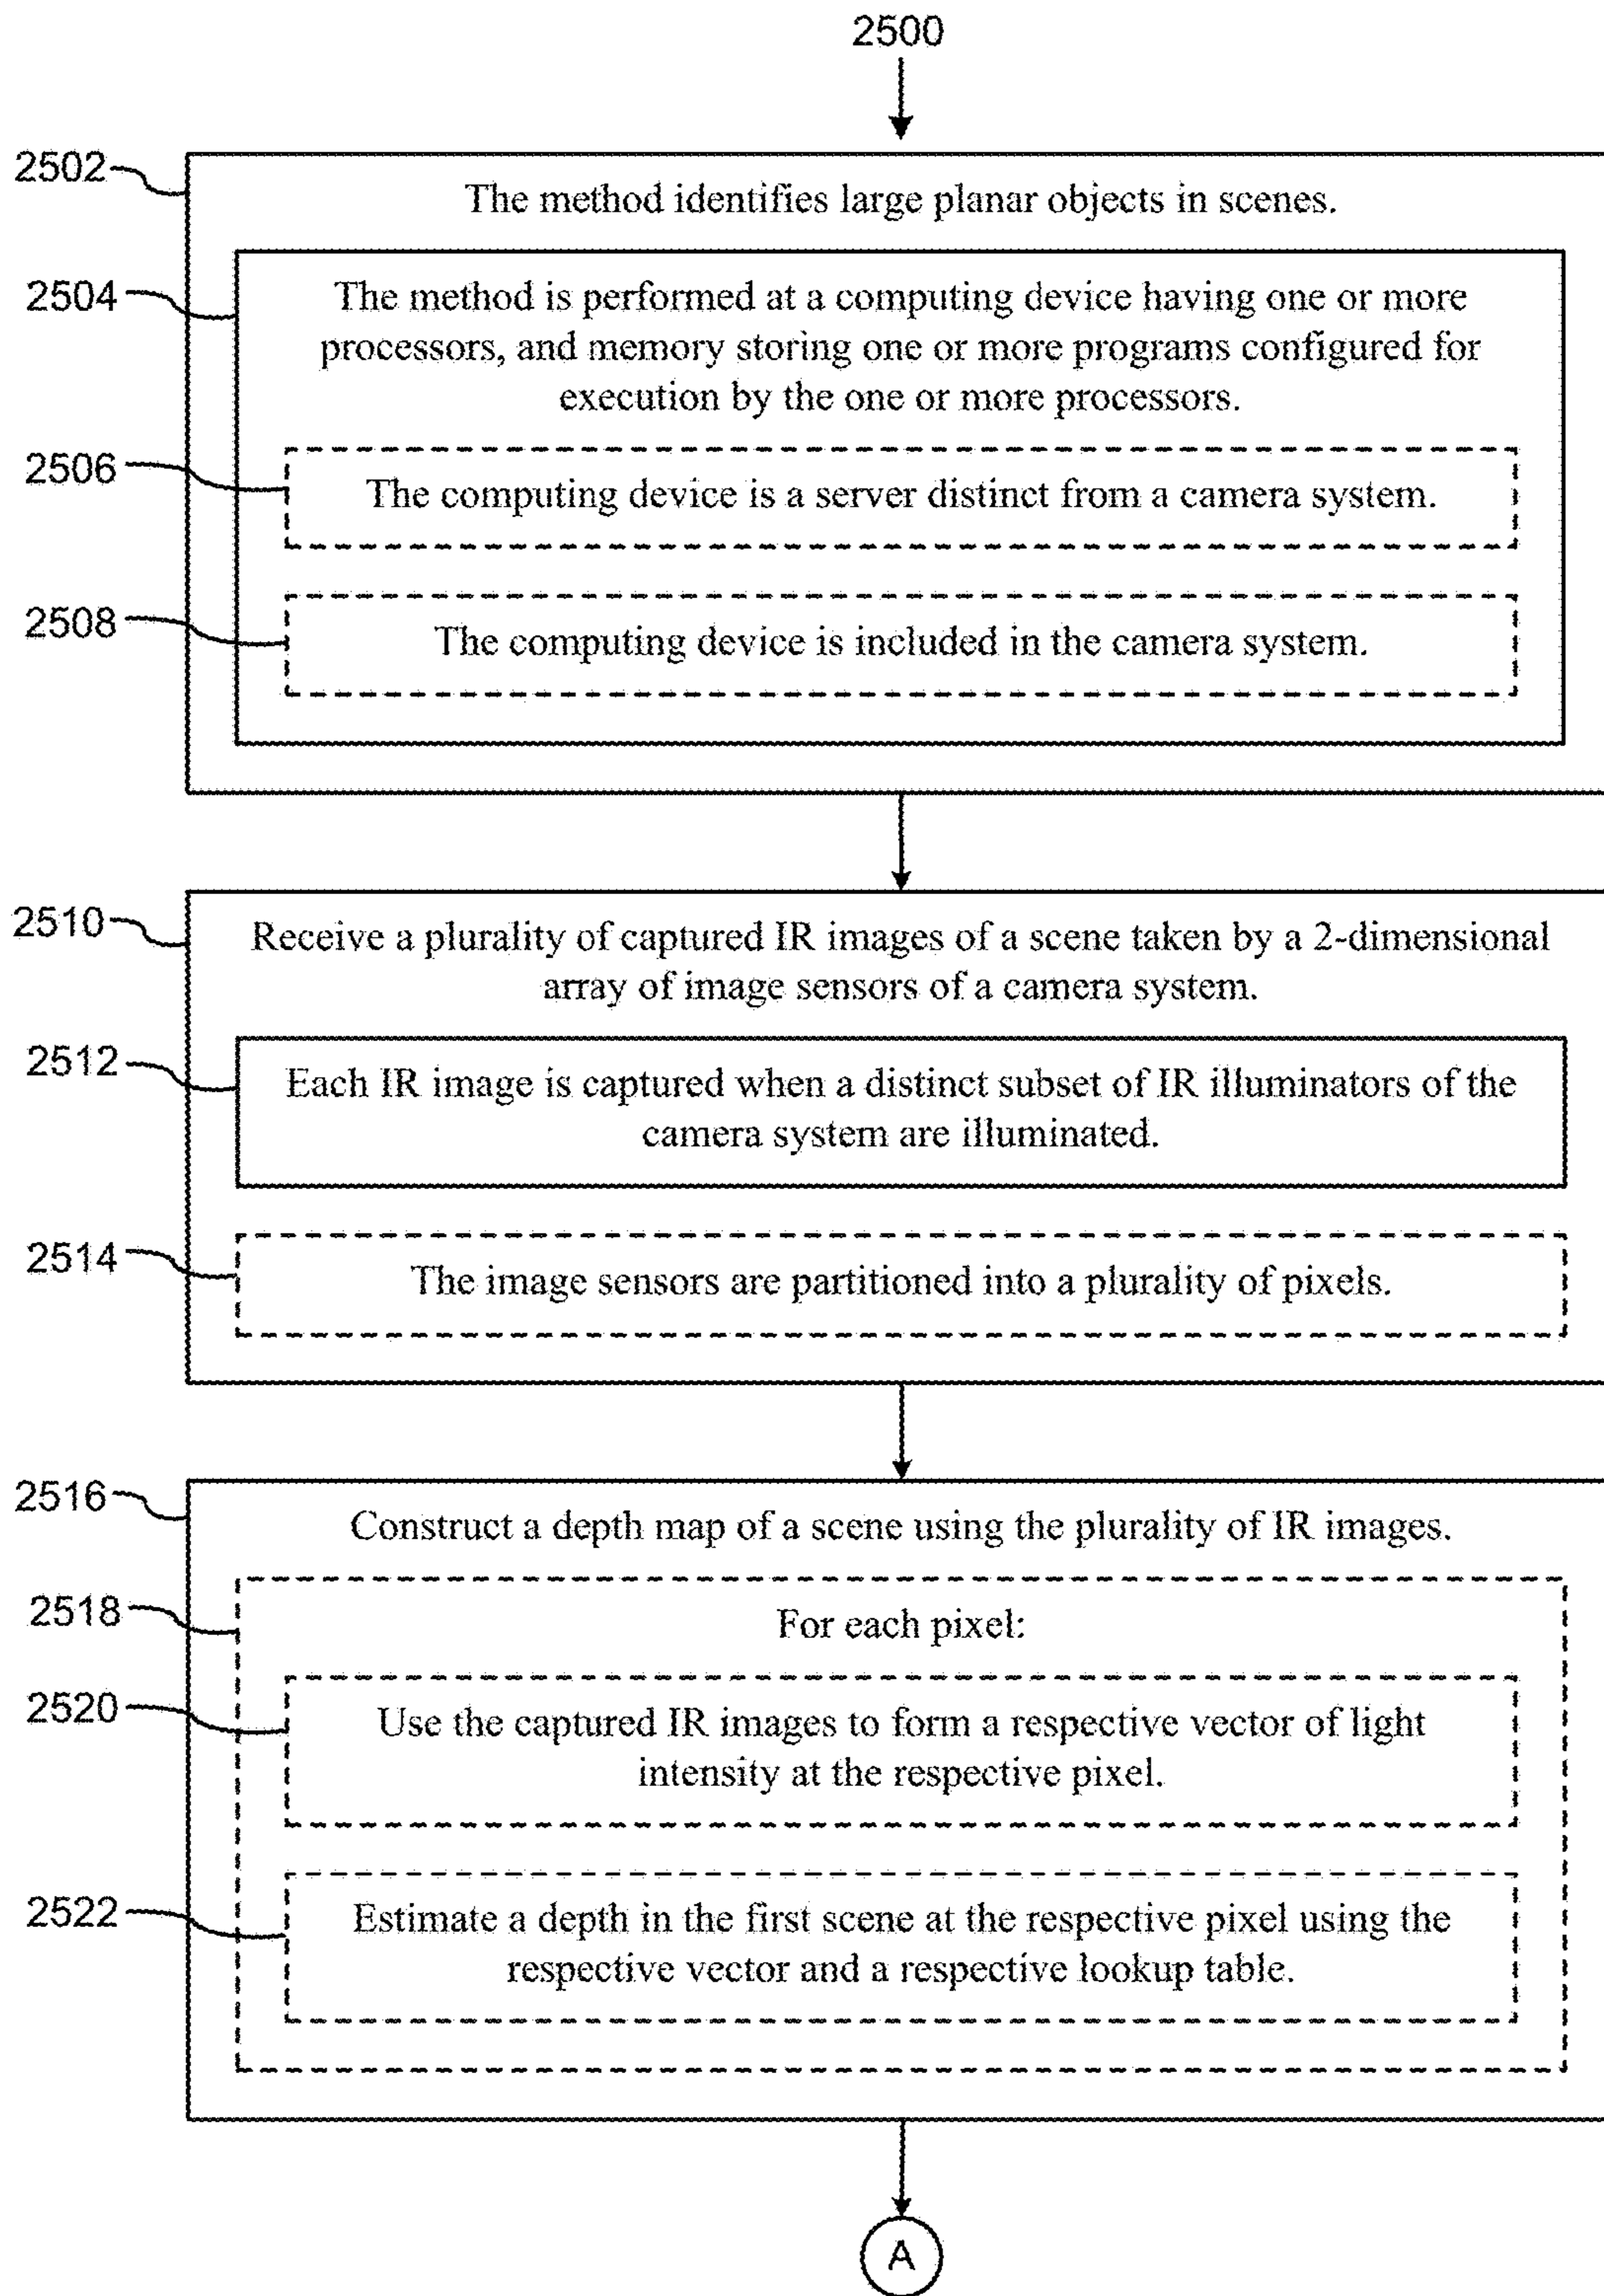 2500
2502
The method identifies large planar objects in scenes.
2504
The method is performed at a computing device having one or more
processors, and memory storing one or more programs configured for
execution by the one or more processors.
2506
The computing device is a server distinct from a camera system.
2508
The computing device is included in the camera system.
2510
Receive a plurality of captured IR images of a scene taken by a 2-dimensional
array of image sensors of a camera system.
2512
Each IR image is captured when a distinct subset of IR illuminators of the
camera system are illuminated.
2514
The image sensors are partitioned into a plurality of pixels.
2516
Construct a depth map of a scene using the plurality of IR images.
2518
For each pixel:
2520
Use the captured IR images to form a respective vector of light
intensity at the respective pixel.
2522
Estimate a depth in the first scene at the respective pixel using the
respective vector and a respective lookup table.
A